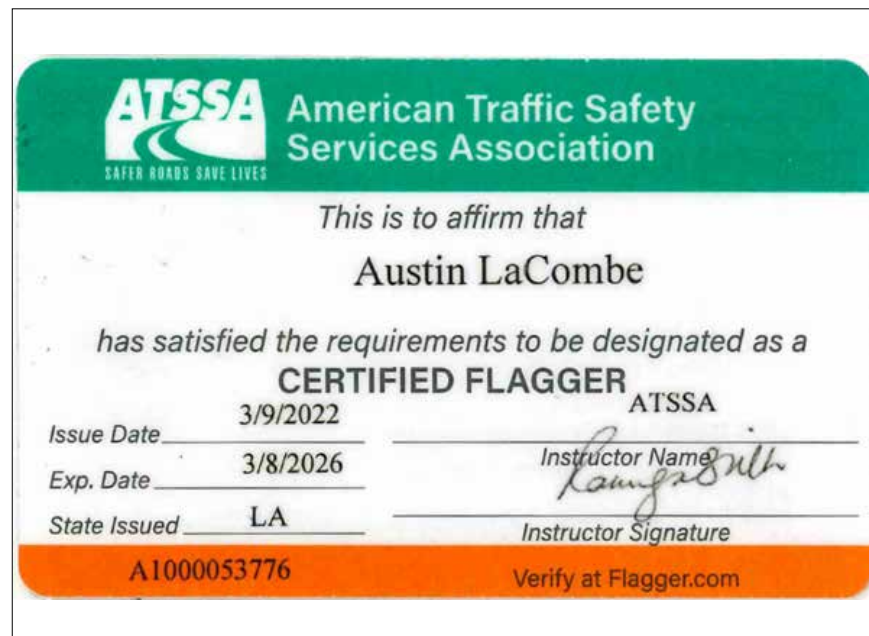 ATSSA
SAFER ROADS SAVE LIVES
American Traffic Safety
Services Association
This is to affirm that
Austin LaCombe
has satisfied the requirements to be designated as a
CERTIFIED FLAGGER
Issue Date 3/9/2022
ATSSA
Instructor Name
Exp. Date 3/8/2026
State Issued LA
Instructor Signature
A1000053776
Verify at Flagger.com